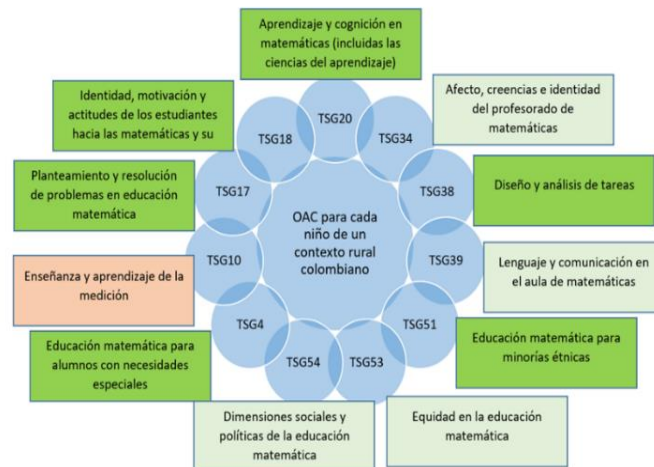 Aprendizaje y cognición en
matemáticas (incluidas las
ciencias del aprendizaje)
Identidad, motivación y
actitudes de los estudiantes
hacia las matemáticas y su
Afecto, creencias e identidad
del profesorado de
matemáticas
TSG20
TSG18
TSG34
Planteamiento y resolución
de problemas en educación
matemática
TSG17
TSG38
Diseño y análisis de tareas
OAC para cada
niño de un
contexto rural
colombiano
TSG10
TSG39
Enseñanza y aprendizaje de la
medición
Lenguaje y comunicación en
el aula de matemáticas
TSG4
TSG51
Educación matemática para
alumnos con necesidades
especiales
Educación matemática para
minorías étnicas
TSG54
TSG53
Dimensiones sociales y
políticas de la educación
matemática
Equidad en la educación
matemática